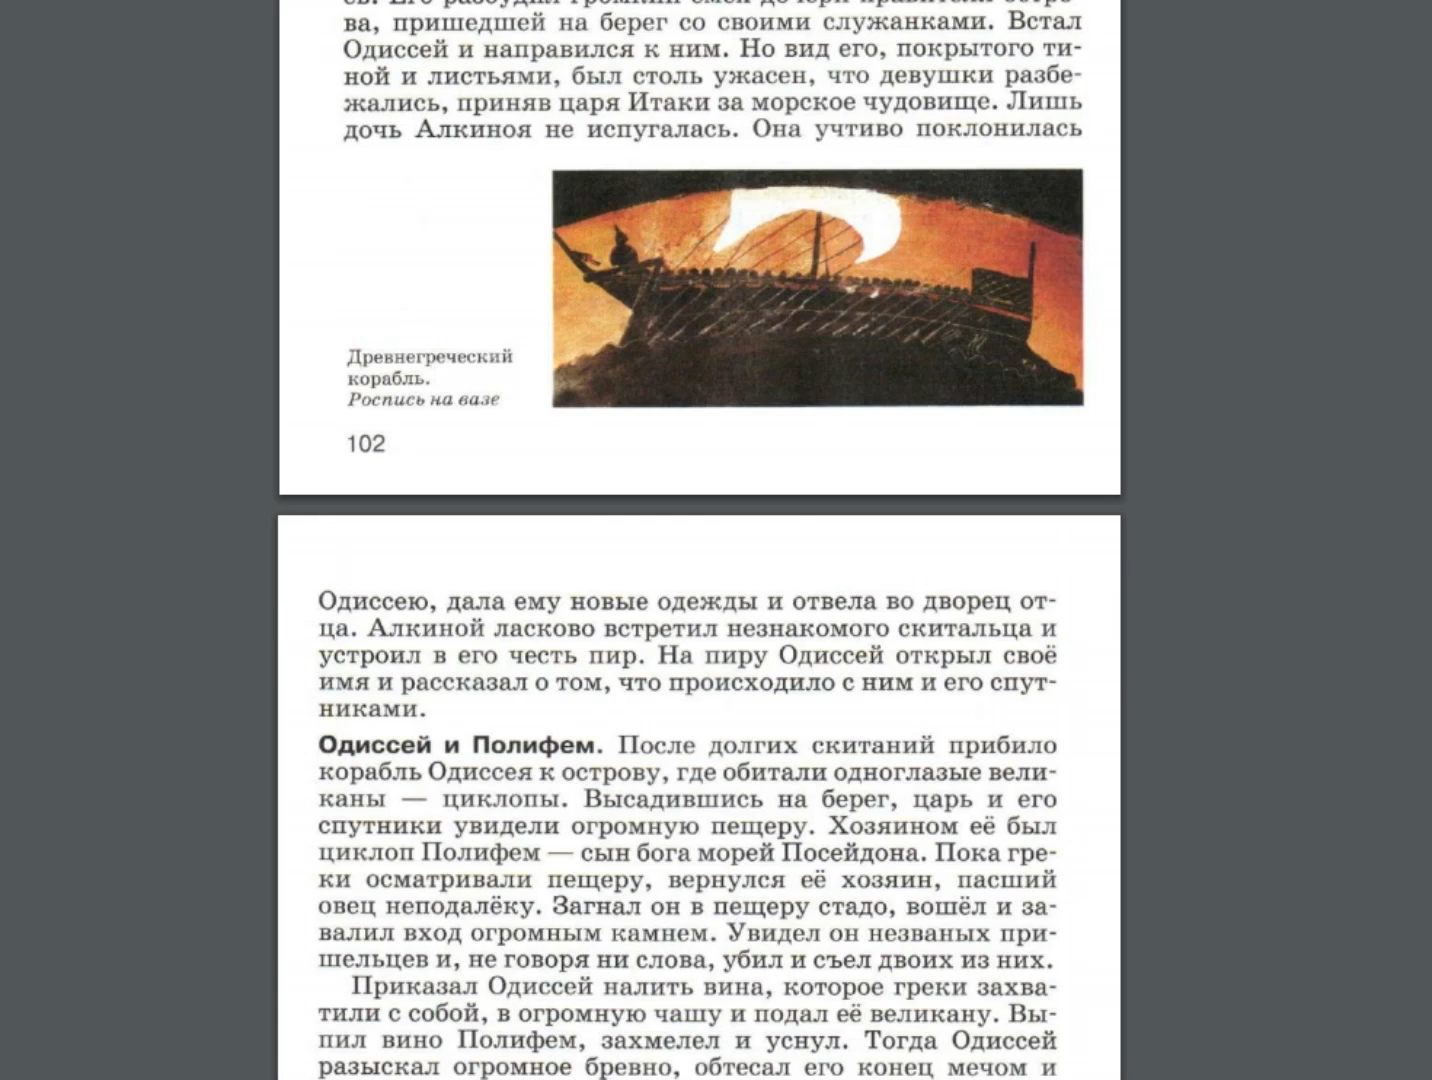 ва, пришедшей на берег со своими служанками. Встал
Одиссей и направился к ним. Но вид его, покрытого ти-
ной и листьями, был столь ужасен, что девушки разбе-
жались, приняв царя Итаки за морское чудовище. Лишь
дочь Алкиноя не испугалась. Она учтиво поклонилась
Древнегреческий
корабль.
Роспись на вазе
102
Одиссею, дала ему новые одежды и отвела во дворец от-
ца. Алкиной ласково встретил незнакомого скитальца и
устроил в его честь пир. На пиру Одиссей открыл своё
имя и рассказал о том, что происходило с ним и его спут-
никами.
Одиссей и Полифем. После долгих скитаний прибило
корабль Одиссея к острову, где обитали одноглазые вели-
каны — циклопы. Высадившись на берег, царь и его
спутники увидели огромную пещеру. Хозяином её был
циклоп Полифем — сын бога морей Посейдона. Пока гре-
ки осматривали пещеру, вернулся её хозяин, пасший
овец неподалёку. Загнал он в пещеру стадо, вошёл и за-
валил вход огромным камнем. Увидел он незваных при-
шельцев и, не говоря ни слова, убил и съел двоих из них.
Приказал Одиссей налить вина, которое греки захва-
тили с собой, в огромную чашу и подал её великану. Вы-
пил вино Полифем, захмелел и уснул. Тогда Одиссей
разыскал огромное бревно, обтесал его конец мечом и